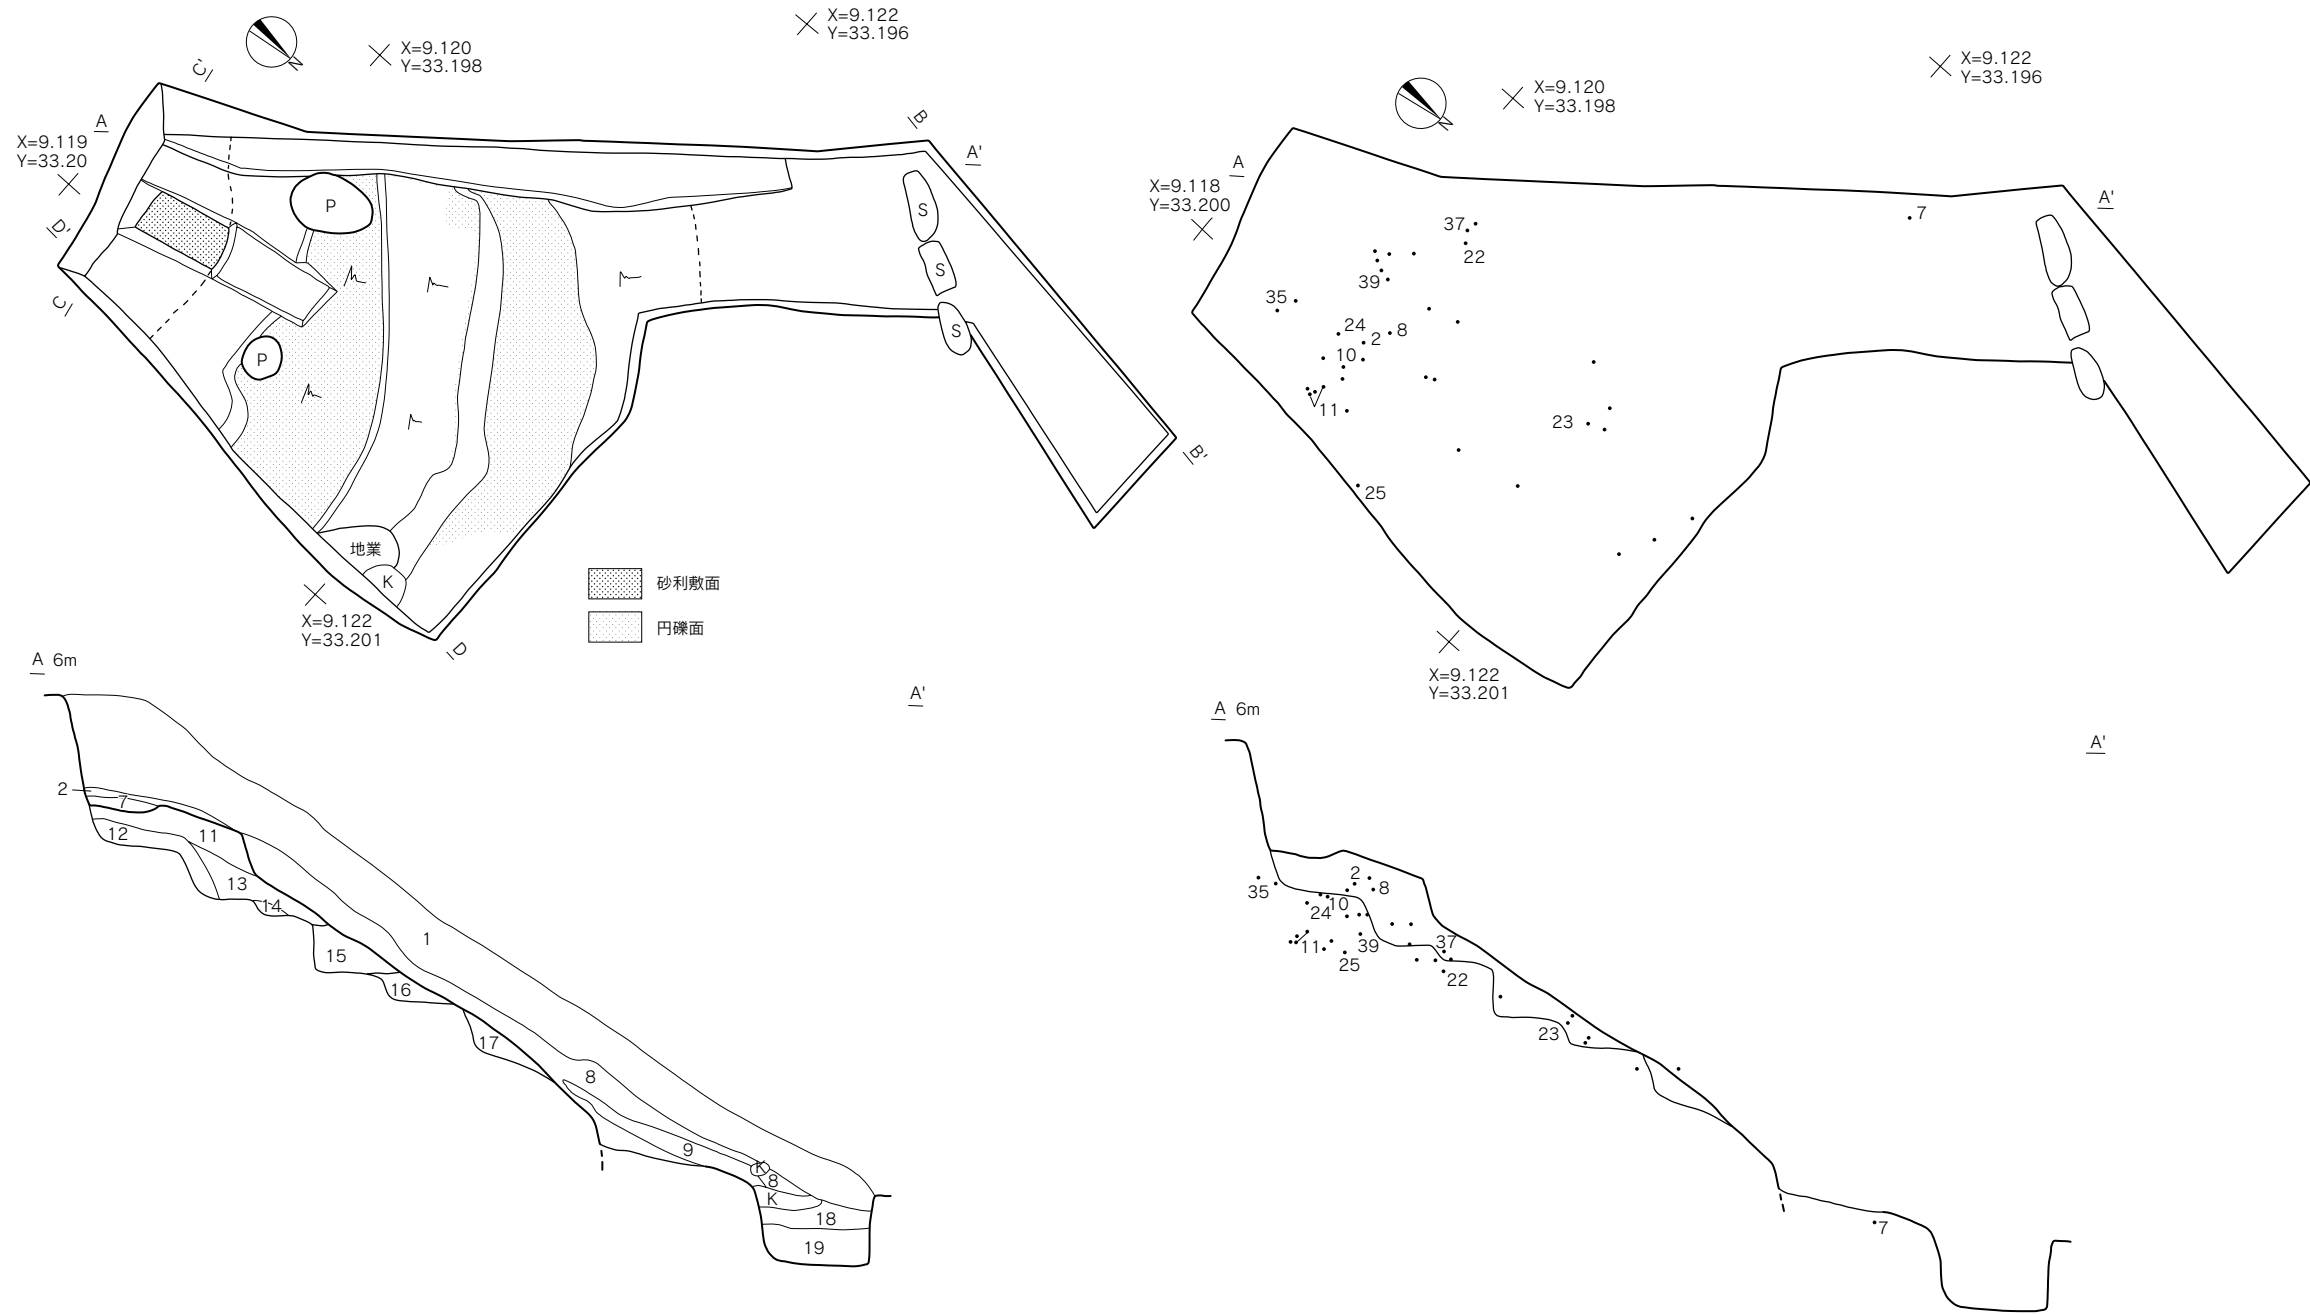 X=9.122
Y=33.196
X=9.120
Y=33.198
N
C'
A
X=9.119
Y=33.20
B
A'
P
S
S
S
D'
C
P
B'
地業
K
砂利敷面
円礫面
X=9.122
Y=33.201
D
X=9.122
Y=33.196
X=9.120
Y=33.198
N
A
X=9.118
Y=33.200
A'
7
37
22
39
35
24
8
2
10
11
23
25
X=9.122
Y=33.201
A 6m
A'
2
7
12
11
13
14
1
15
16
17
8
9
K
8
K
18
19
A 6m
A'
2
8
35
10
24
11
39
37
25
22
23
7